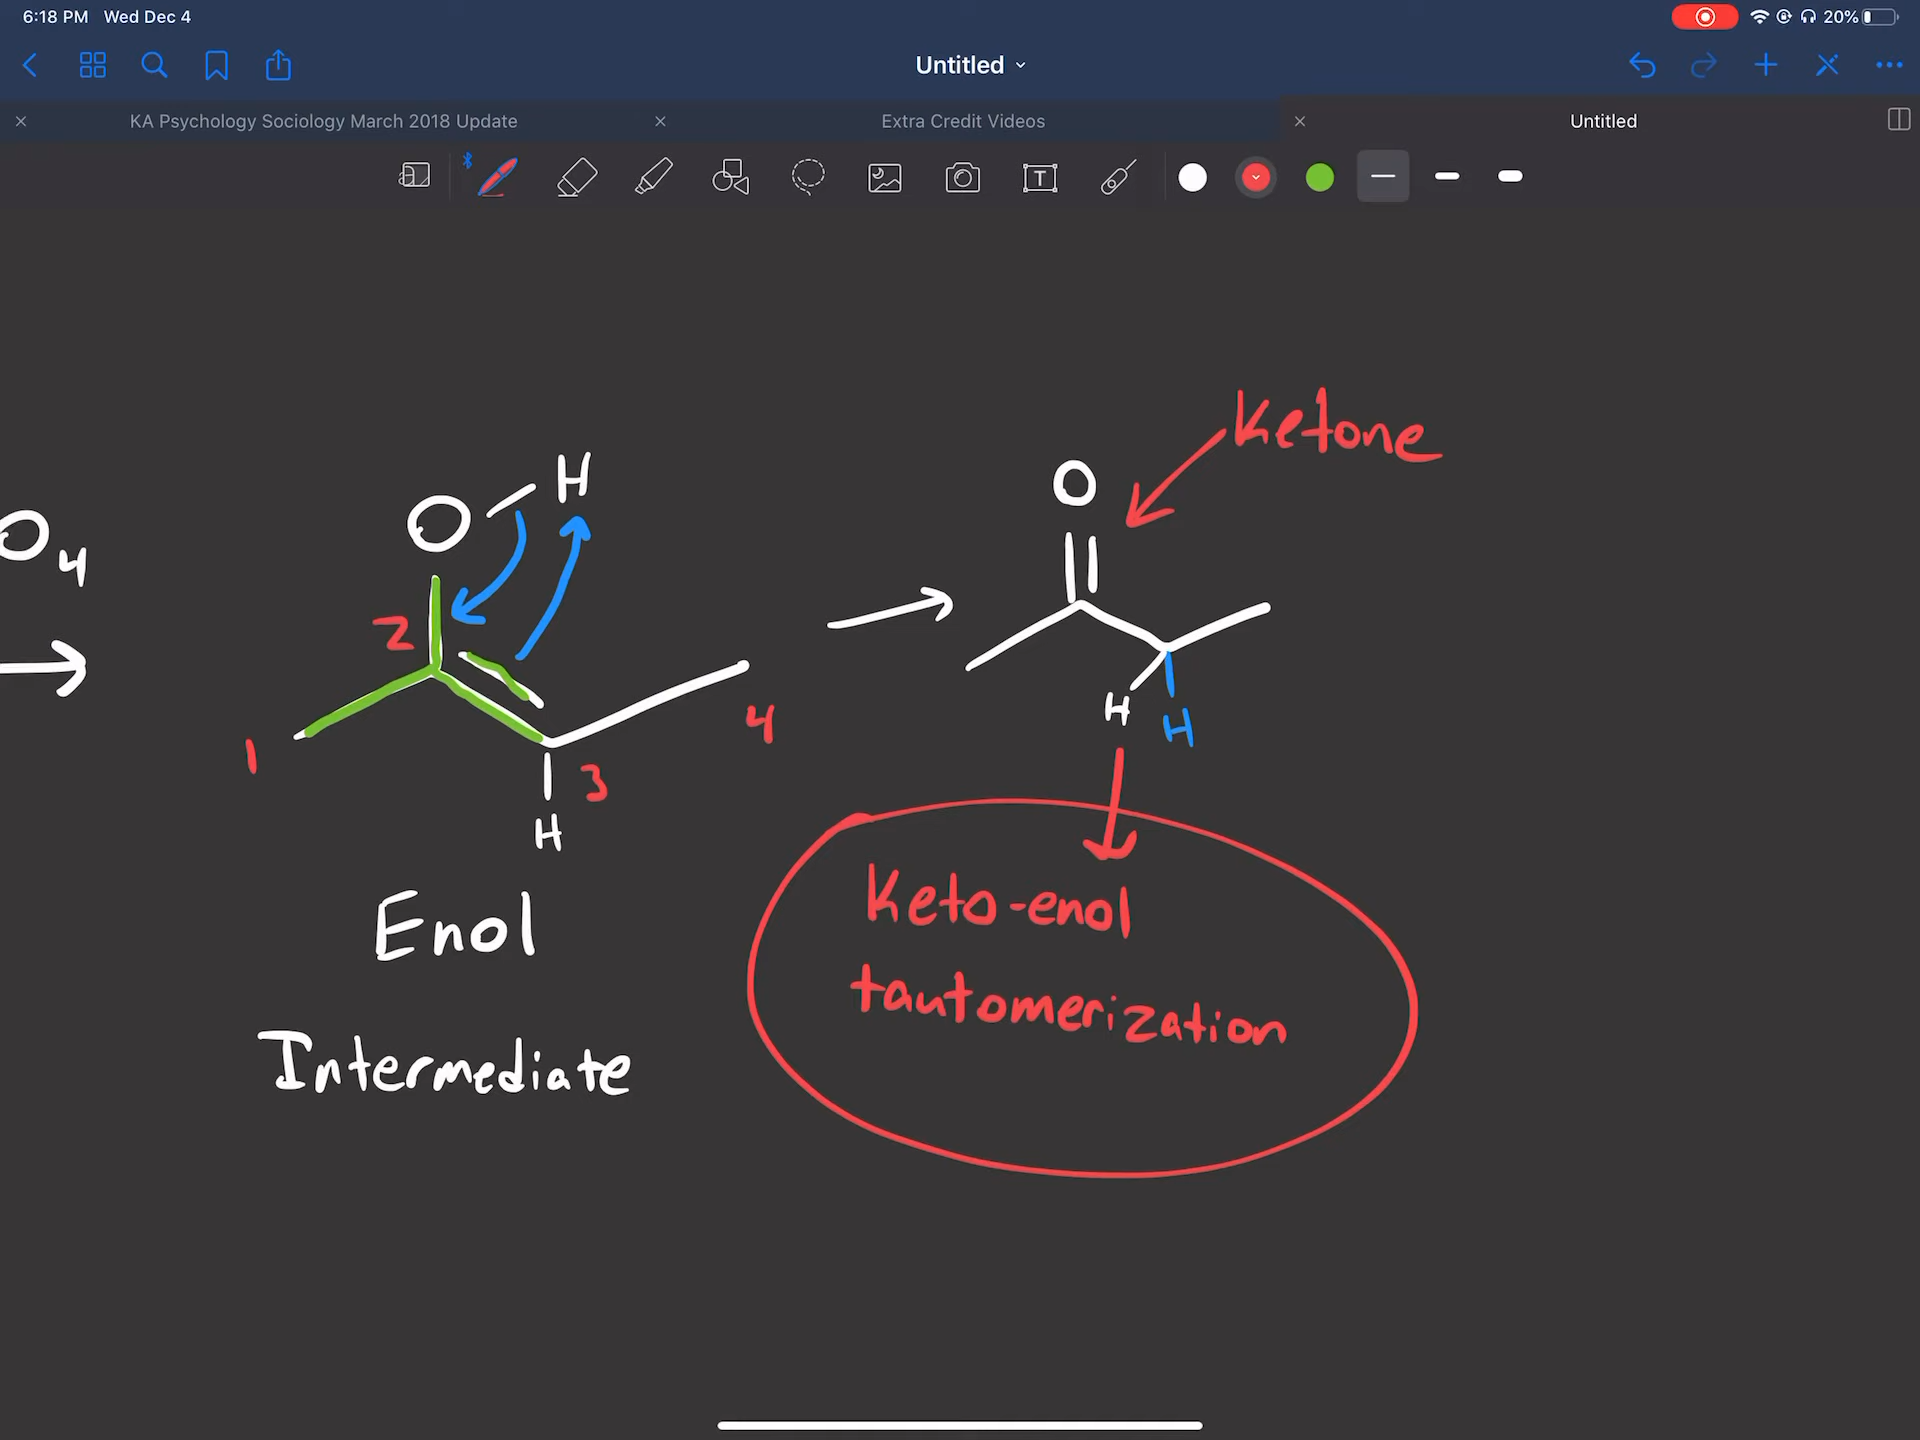 6:18 PM Wed Dec 4
20%
Untitled
KA Psychology Sociology March 2018 Update
Extra Credit Videos
Untitled
T
Ketone
O H
O
O4
2
1
4
3
H
H H
Enol
Intermediate
Keto-enol
tautomerization